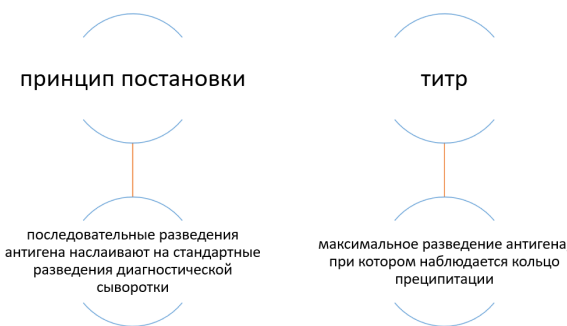 принцип постановки
титр
последовательные разведения
антигена наслаивают на стандартные
разведения диагностической
сыворотки
максимальное разведение антигена
при котором наблюдается кольцо
преципитации